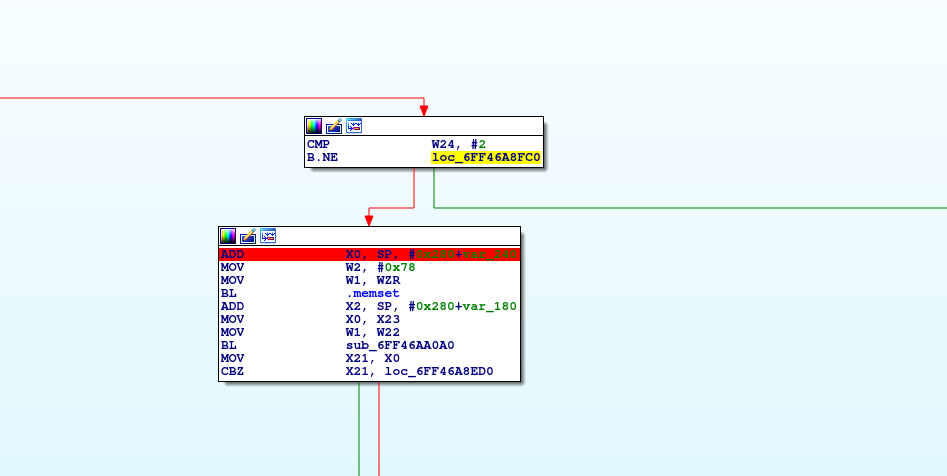 CMP W24, #2
B.NE loc_6FF46A8FC0
ADD X0, SP, #0x280+var_240
MOV W2, #0x78
MOV W1, WZR
BL .memset
ADD X2, SP, #0x280+var_180
MOV X0, X23
MOV W1, W22
BL sub_6FF46AA0A0
MOV X21, X0
CBZ X21, loc_6FF46A8ED0